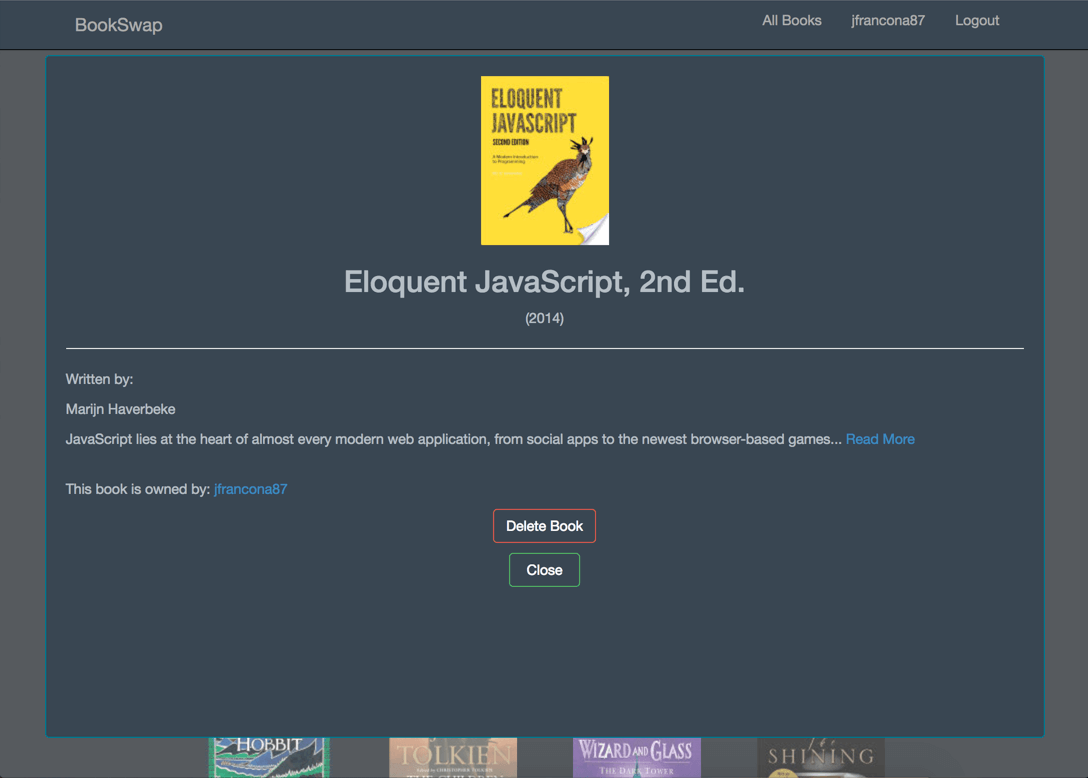 BookSwap
All Books
jfrancona87
Logout
ELOQUENT
JAVASCRIPT
SECOND EDITION
A Modern Introduction
to Programming
Eloquent JavaScript, 2nd Ed.
(2014)
Written by:
Marijn Haverbeke
JavaScript lies at the heart of almost every modern web application, from social apps to the newest browser-based games... Read More
This book is owned by: jfrancona87
Delete Book
Close
HOBBIT
TOLKIEN
WIZARD AND GLASS
SHINING
THE DARK TOWER